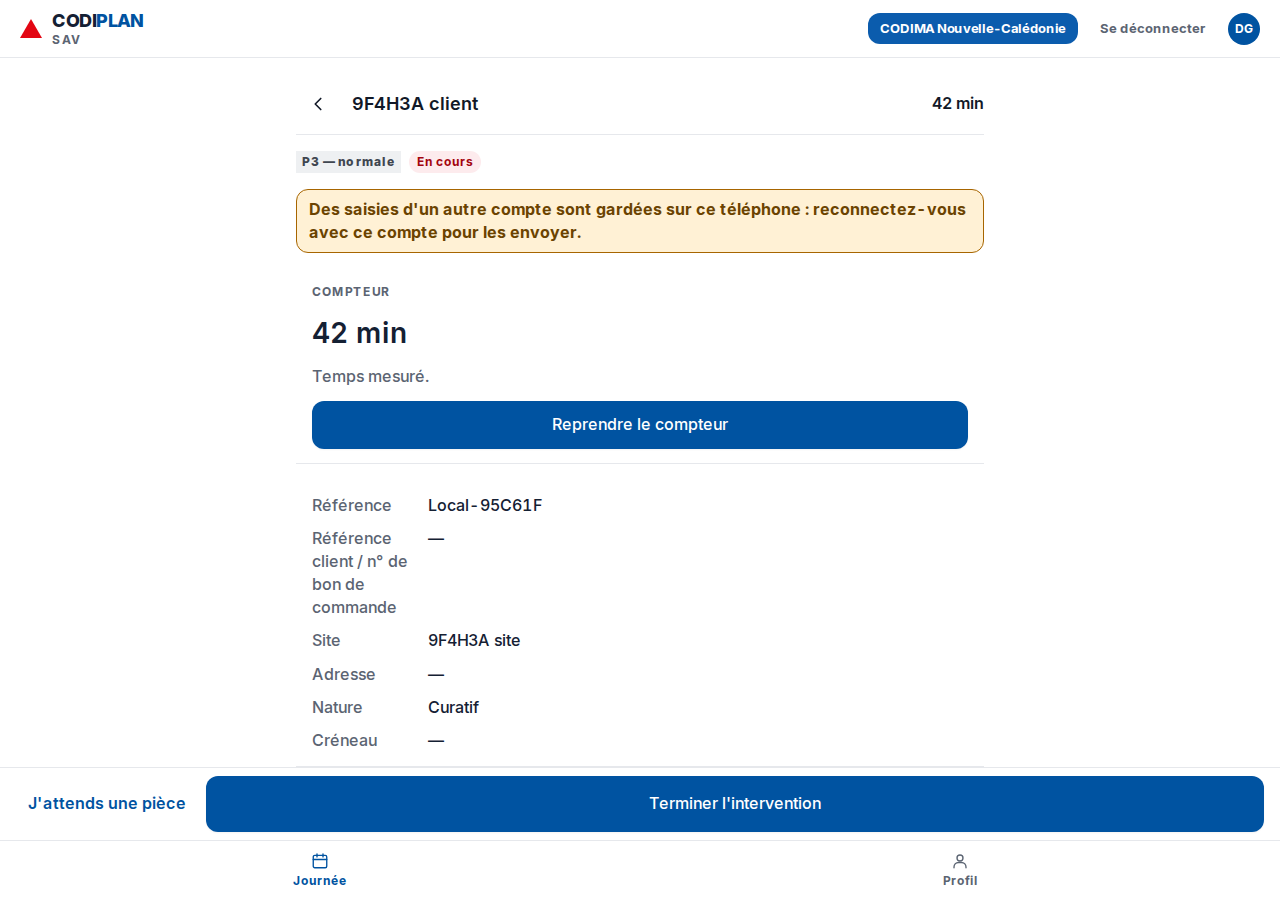 CODIPLAN
SAV
CODIMA Nouvelle-Calédonie
Se déconnecter
DG
9F4H3A client
42 min
P3 — normale
En cours
Des saisies d'un autre compte sont gardées sur ce téléphone : reconnectez-vous
avec ce compte pour les envoyer.
COMPTEUR
42 min
Temps mesuré.
Reprendre le compteur
Référence
Local-95C61F
Référence
client / n° de
bon de
commande
—
Site
9F4H3A site
Adresse
—
Nature
Curatif
Créneau
—
J'attends une pièce
Terminer l'intervention
Journée
Profil